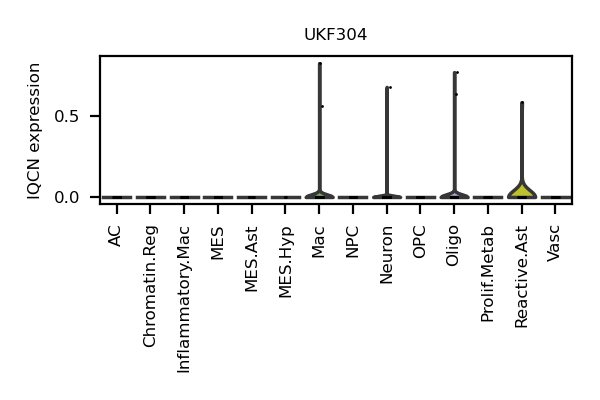 UKF304
IQCN expression
0.5
0.0
AC
Chromatin.Reg
Inflammatory.Mac
MES
MES.Ast
MES.Hyp
Mac
NPC
Neuron
OPC
Oligo
Prolif.Metab
Reactive.Ast
Vasc